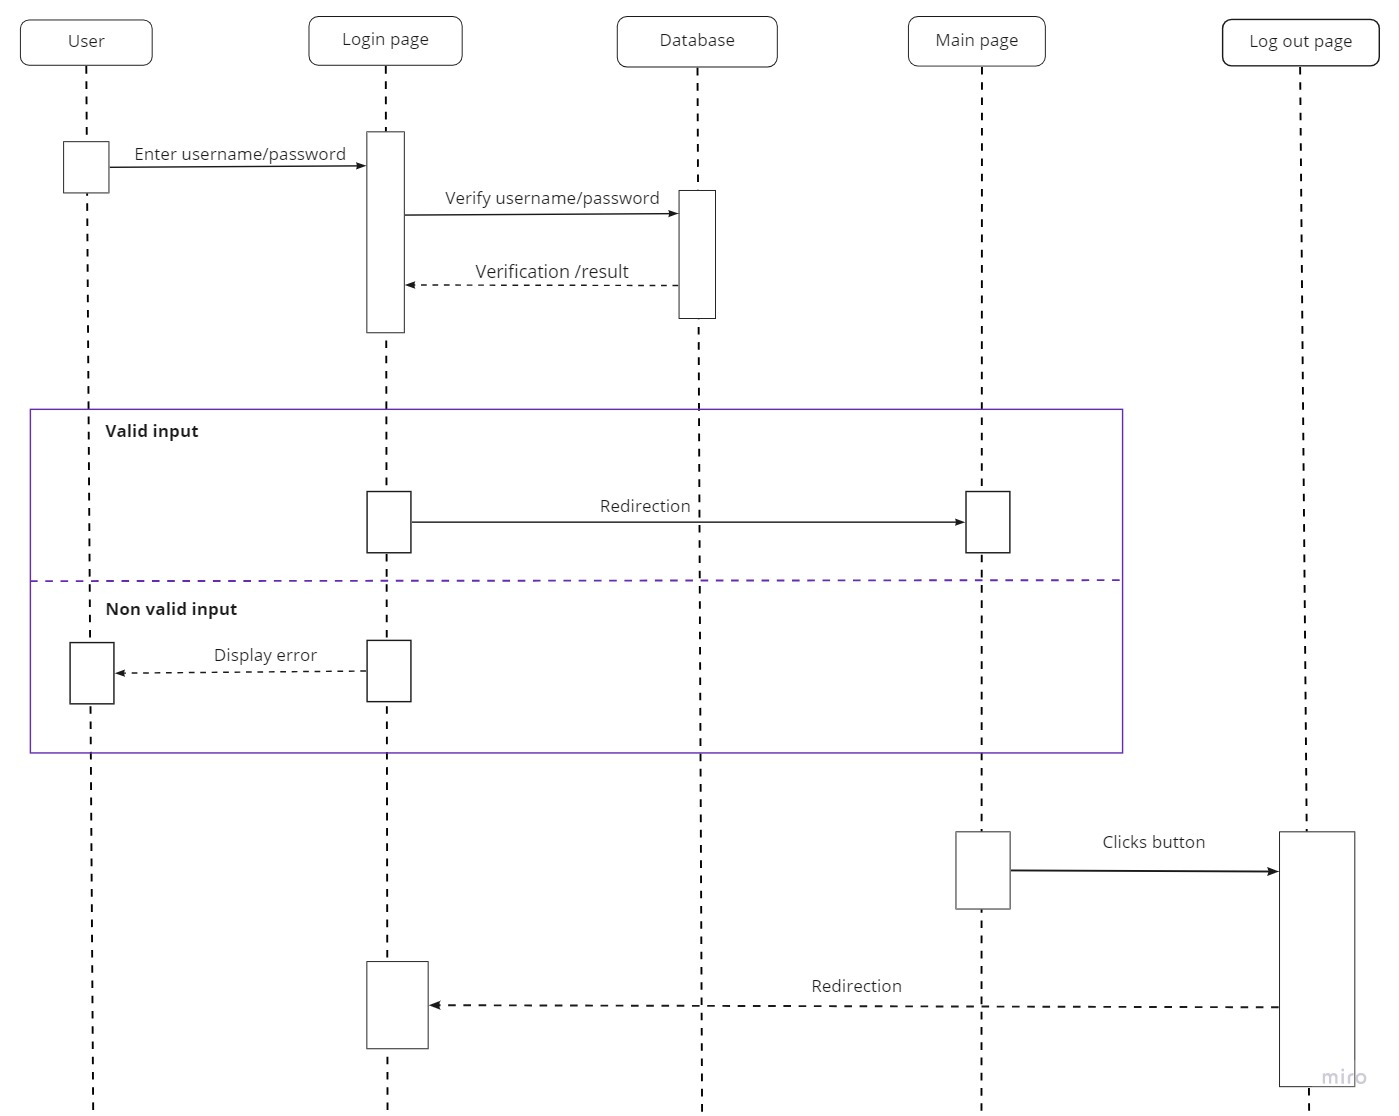 User
Login page
Database
Main page
Log out page
Enter username/password
Verify username/password
Verification /result
Valid input
Redirection
Non valid input
Display error
Clicks button
Redirection
miro